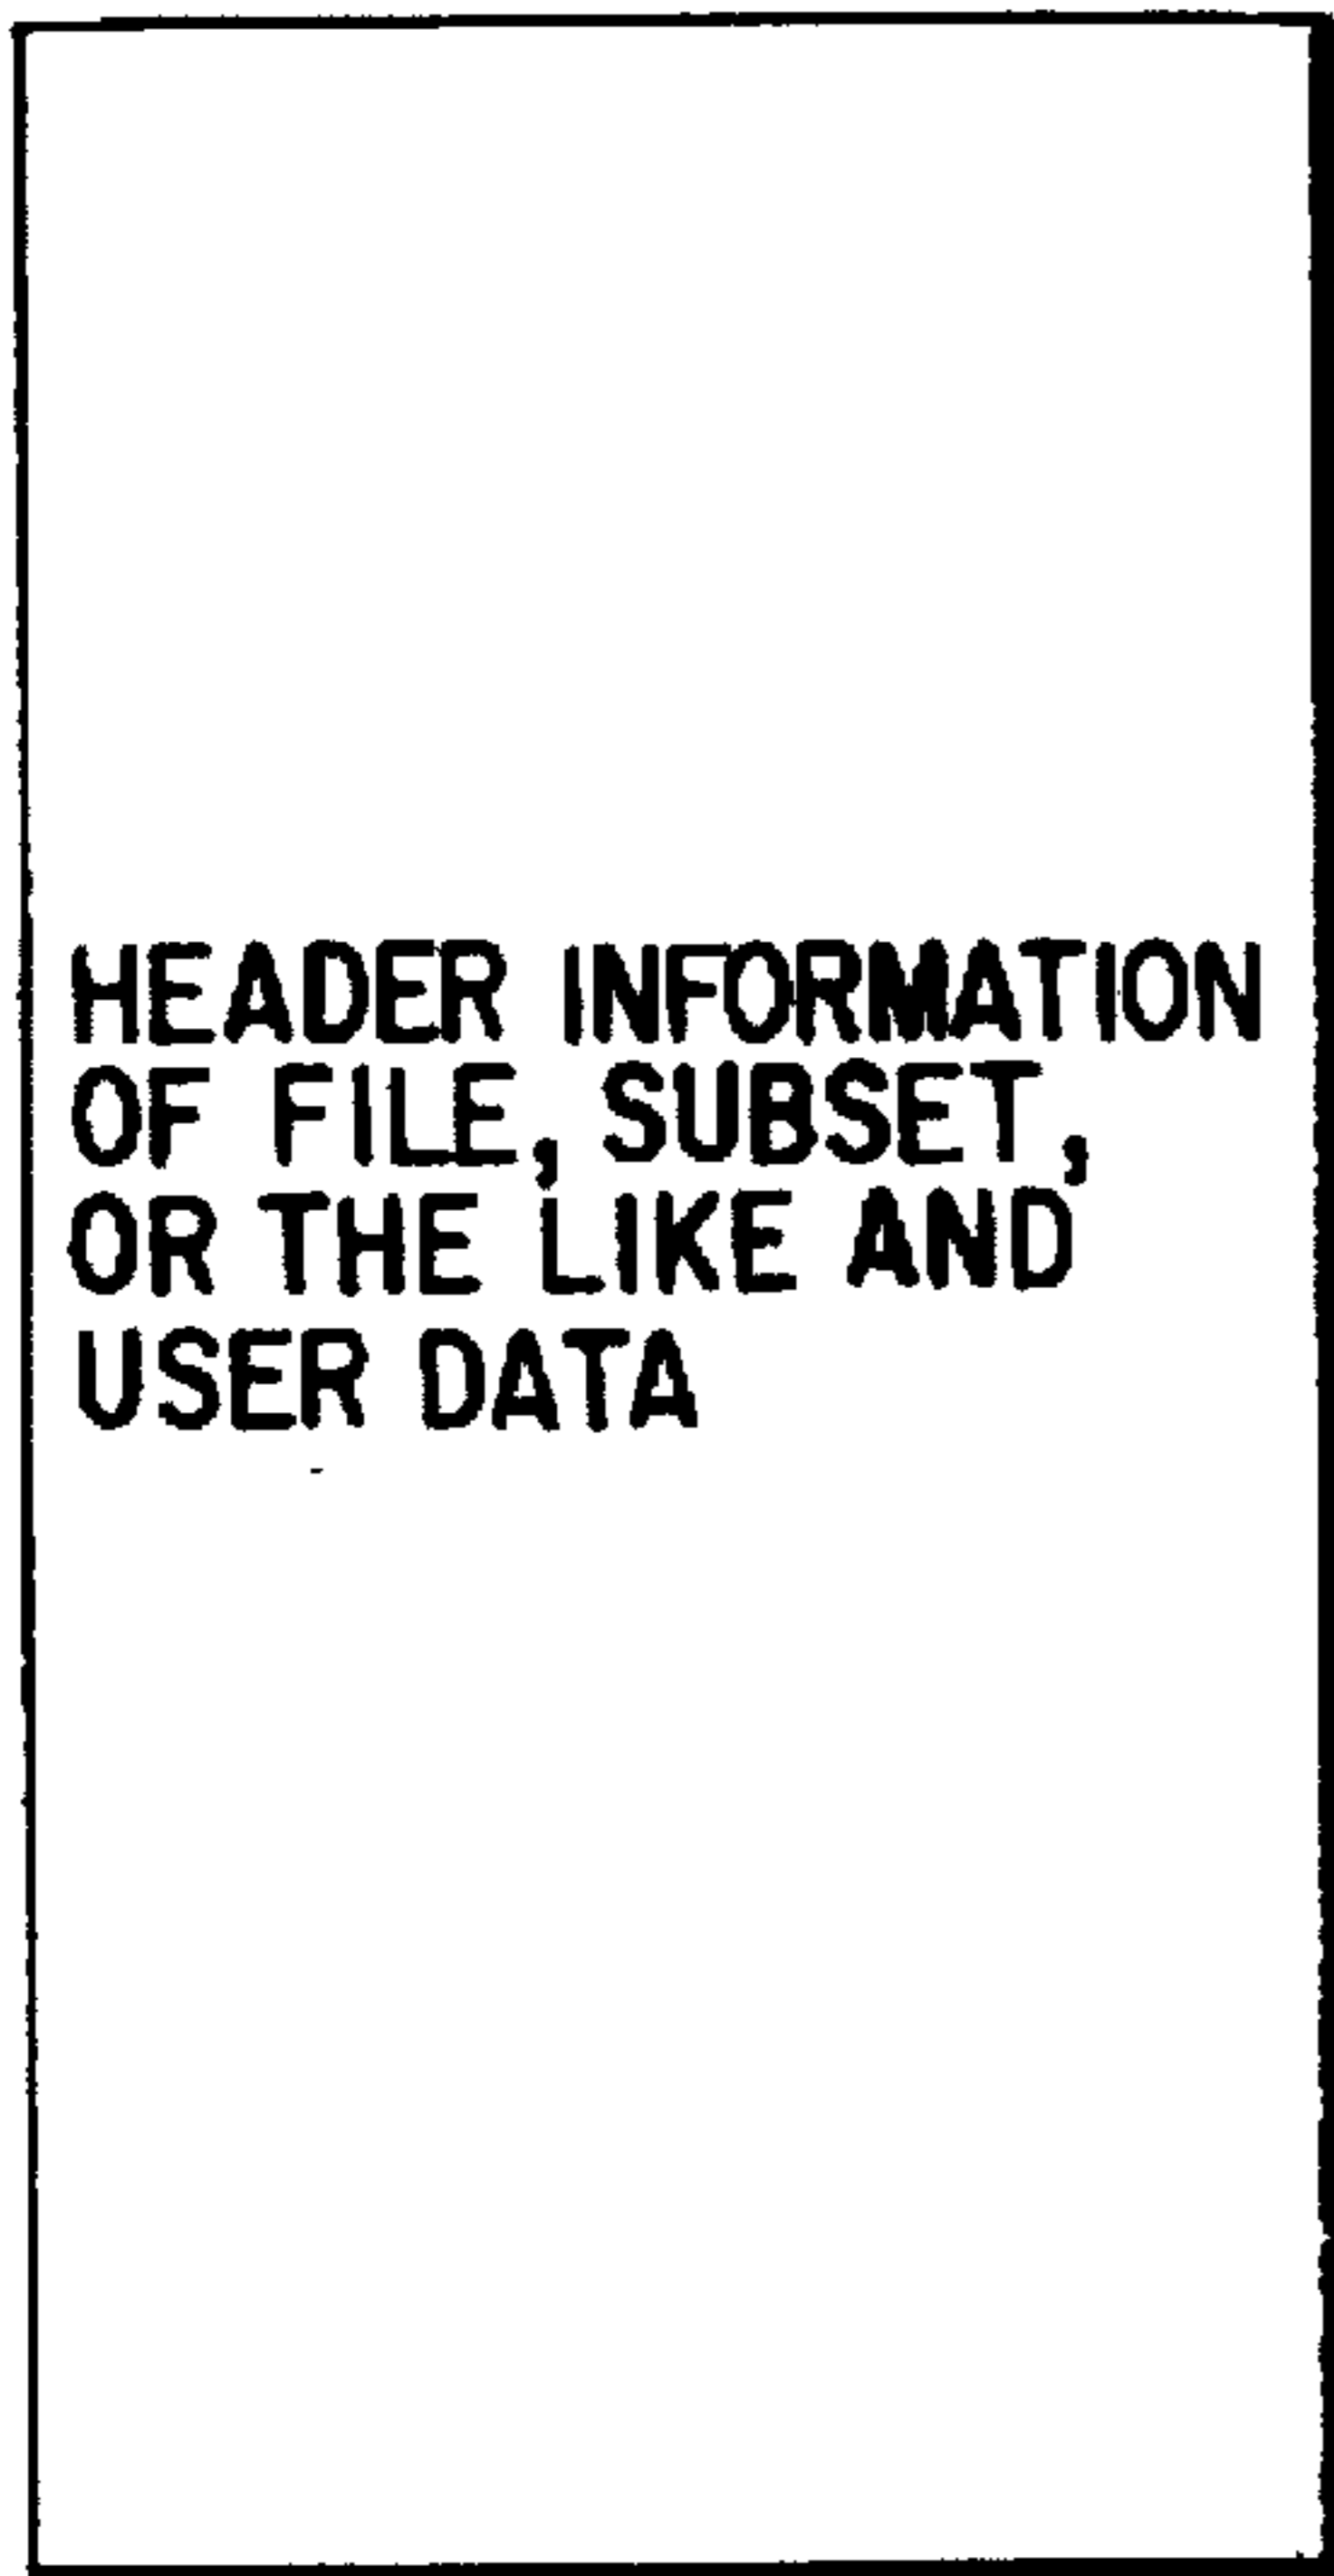 HEADER INFORMATION
OF FILE, SUBSET,
OR THE LIKE AND
USER DATA